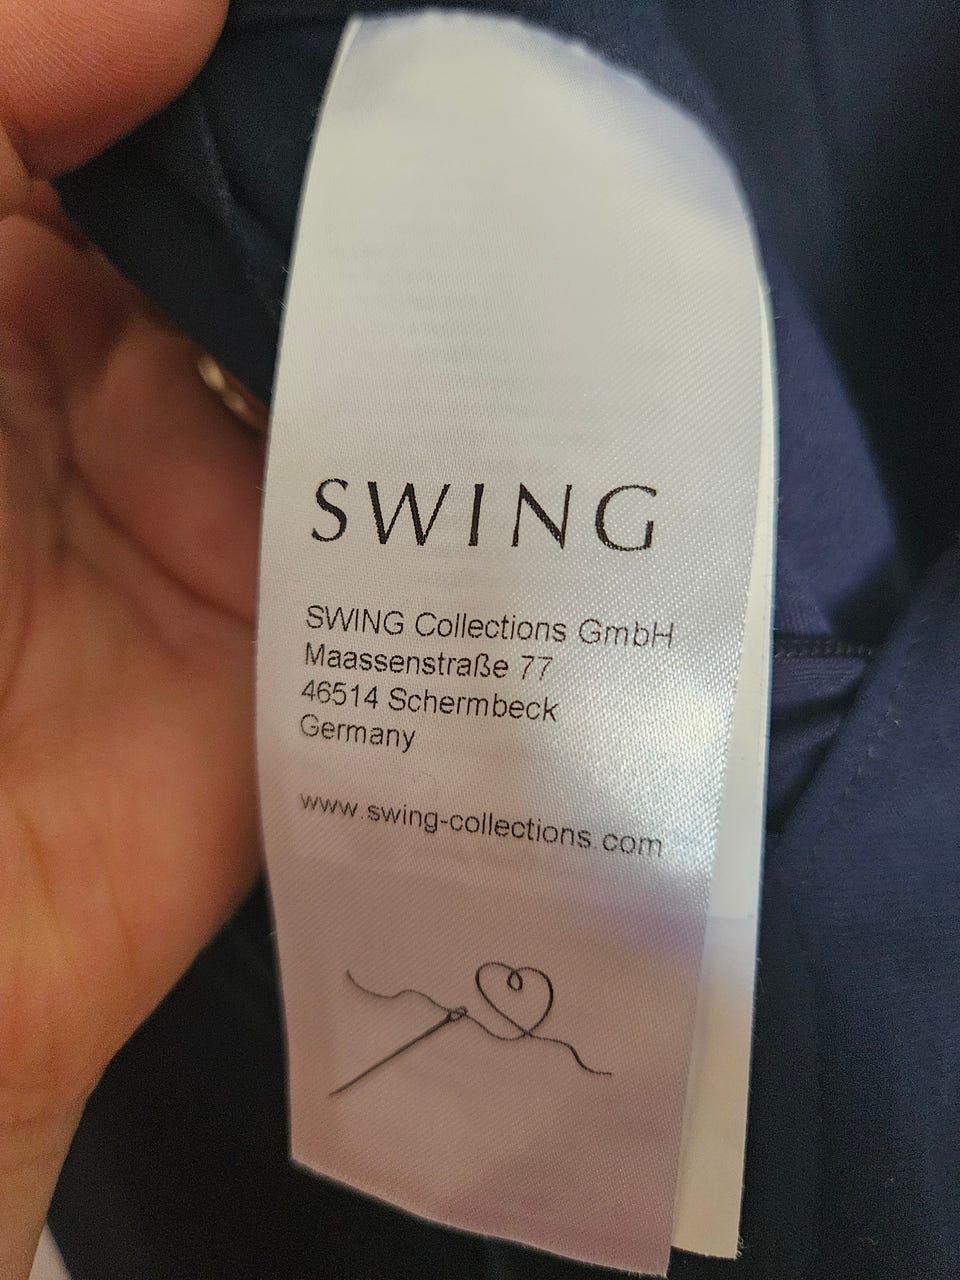 SWING
SWING Collections GmbH
Maassenstraße 77
46514 Schermbeck
Germany
www.swing-collections.com